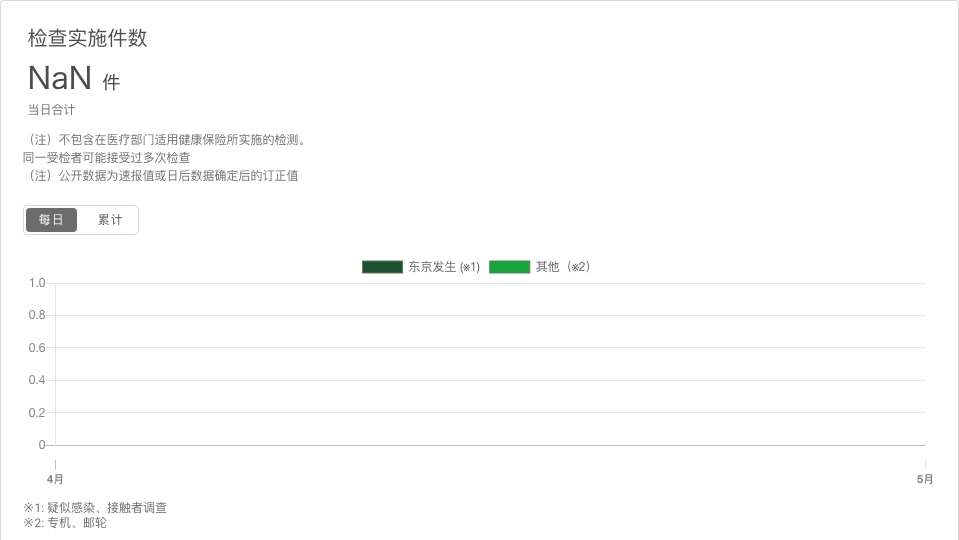 检查实施件数
NaN 件
当日合计
（注）不包含在医疗部门适用健康保险所实施的检测。
同一受检者可能接受过多次检查
（注）公开数据为速报值或日后数据确定后的订正值
每日 累计
东京发生 (※1) 其他（※2）
1.0
0.8
0.6
0.4
0.2
0
4月 5月
※1: 疑似感染、接触者调查
※2: 专机、邮轮